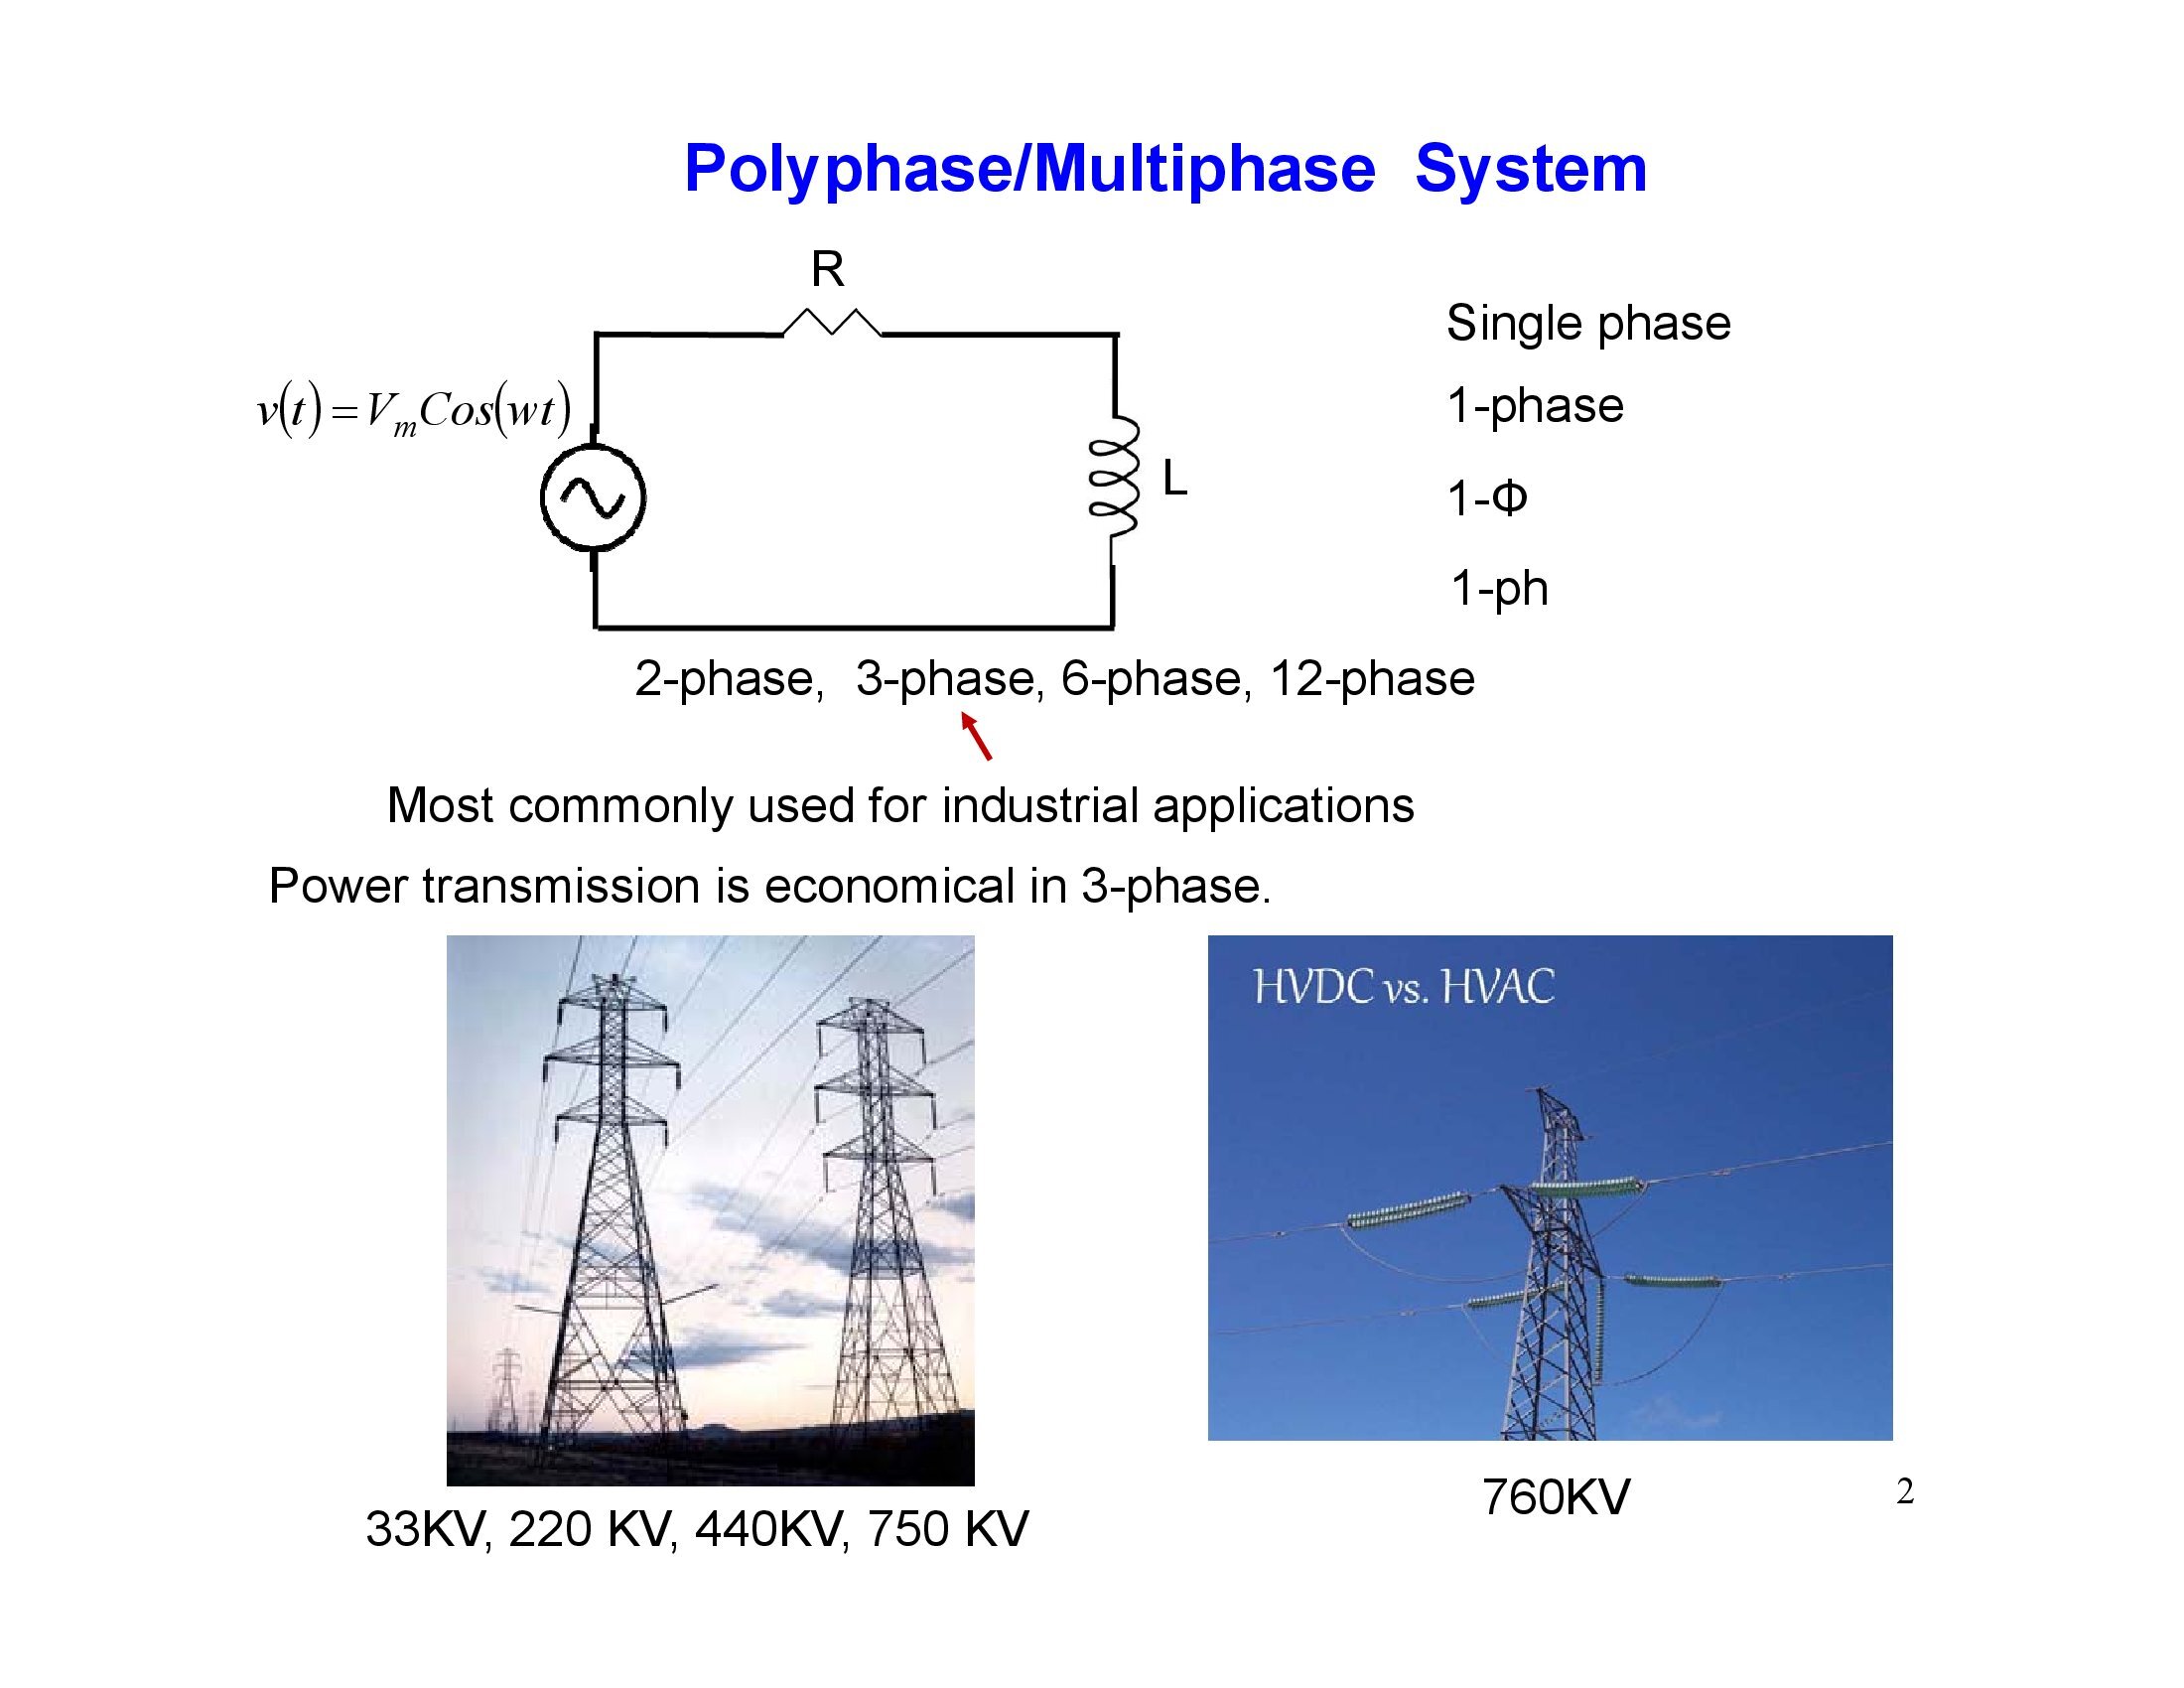 Polyphase/Multiphase System
R
v(t) = VmCos(wt)
L
Single phase
1-phase
1-Φ
1-ph
2-phase, 3-phase, 6-phase, 12-phase
Most commonly used for industrial applications
Power transmission is economical in 3-phase.
HVDC vs. HVAC
33KV, 220 KV, 440KV, 750 KV
760KV
2